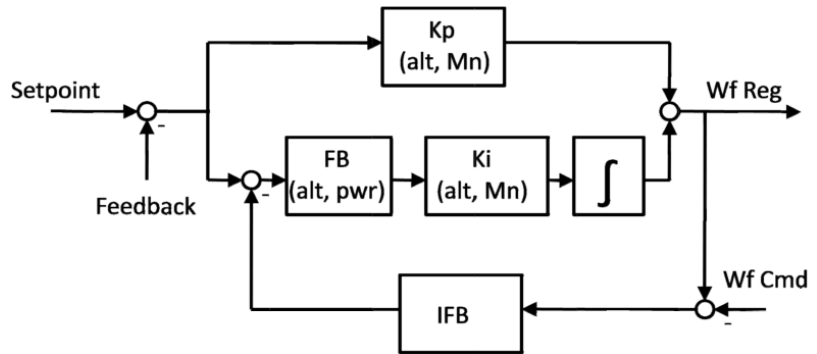 Kp
(alt, Mn)
Setpoint
Wf Reg
-
FB
(alt, pwr)
Ki
(alt, Mn)
∫
-
Feedback
Wf Cmd
IFB
-